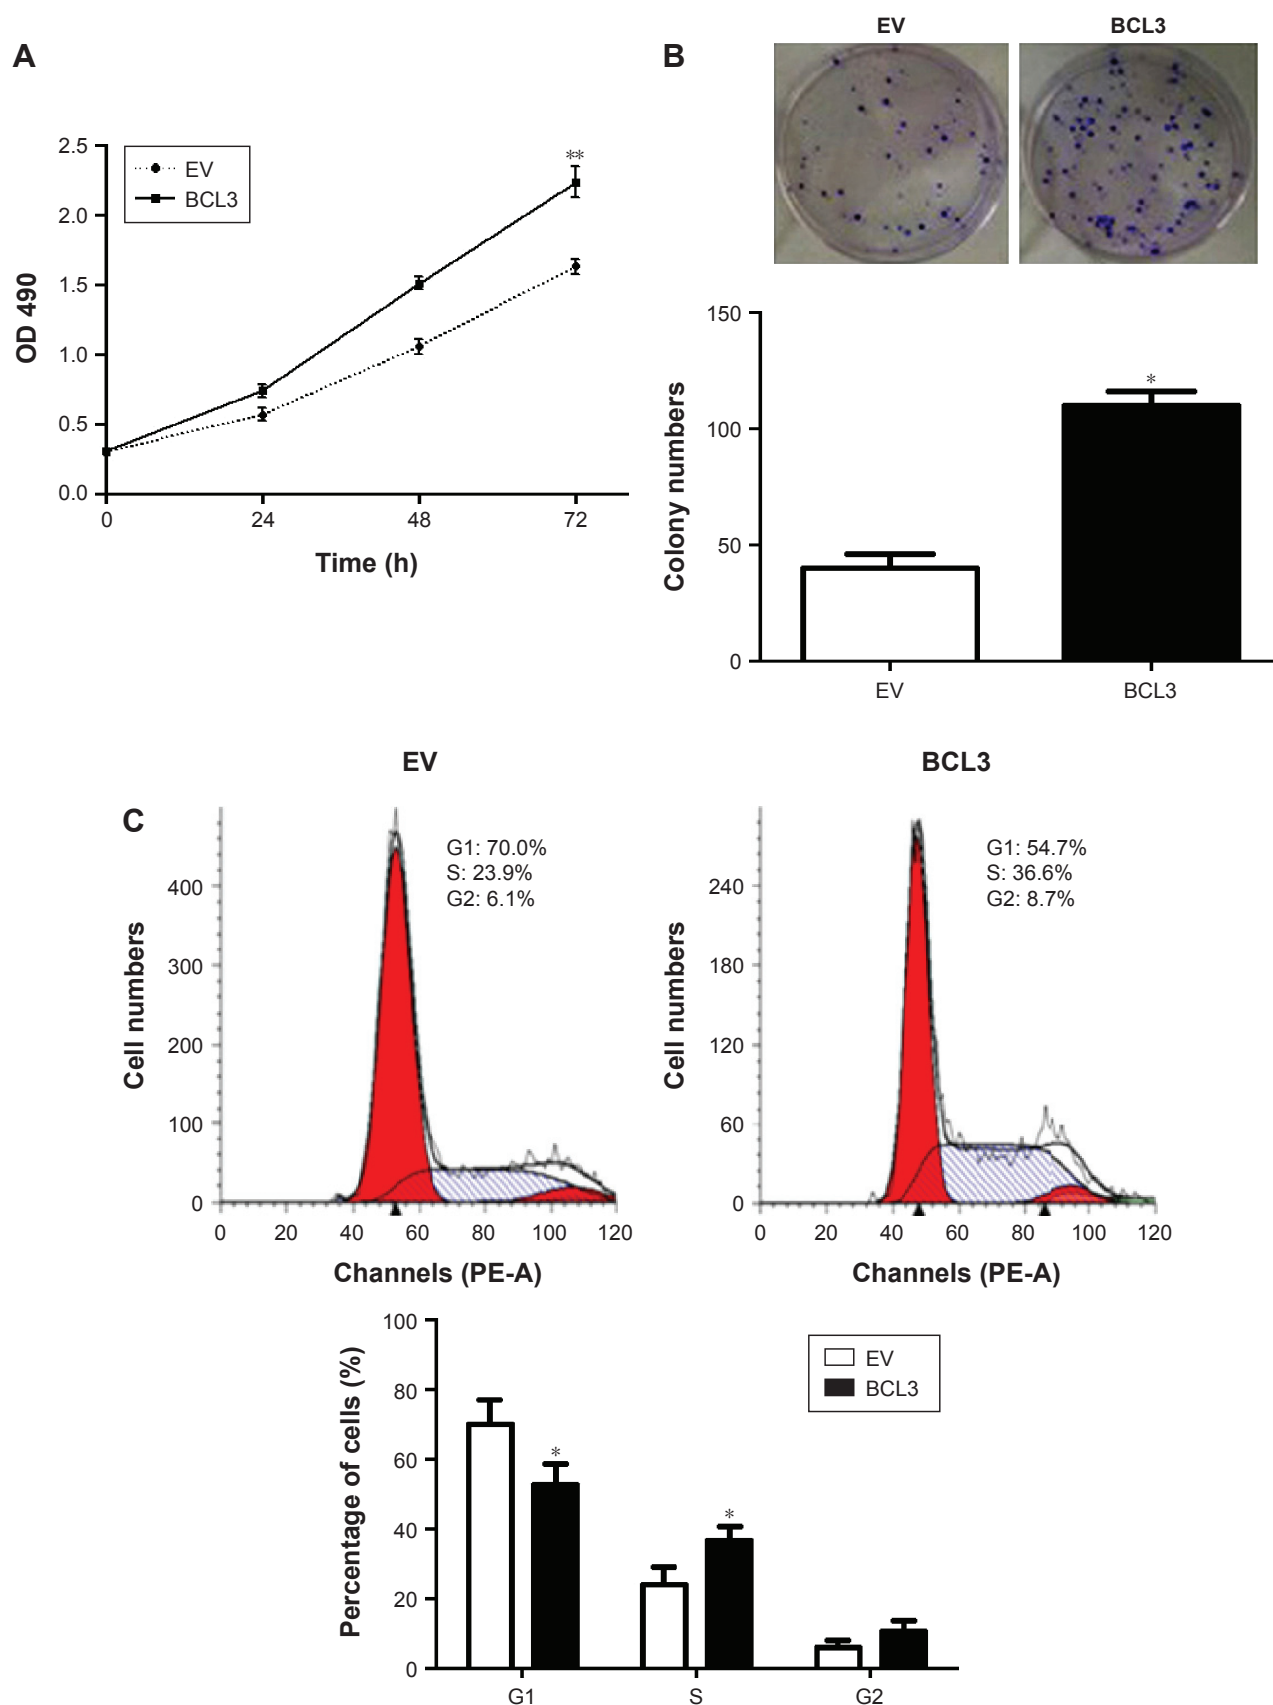 A
2.5
2.0
1.5
1.0
0.5
0.0
OD 490
EV
BCL3
**
0 24 48 72
Time (h)
B
EV BCL3
150
100
50
0
Colony numbers
*
EV BCL3
C
EV
G1: 70.0%
S: 23.9%
G2: 6.1%
400
300
200
100
0
Cell numbers
0 20 40 60 80 100 120
Channels (PE-A)
BCL3
G1: 54.7%
S: 36.6%
G2: 8.7%
240
180
120
60
0
Cell numbers
0 20 40 60 80 100 120
Channels (PE-A)
100
80
60
40
20
0
Percentage of cells (%)
EV
BCL3
*
*
G1 S G2